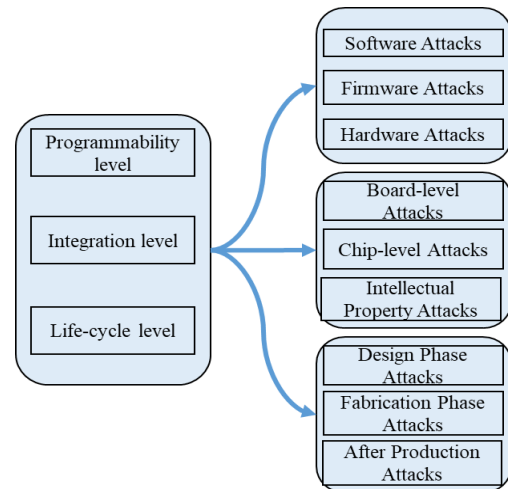 Programmability
level
Integration level
Life-cycle level
Software Attacks
Firmware Attacks
Hardware Attacks
Board-level
Attacks
Chip-level Attacks
Intellectual
Property Attacks
Design Phase
Attacks
Fabrication Phase
Attacks
After Production
Attacks